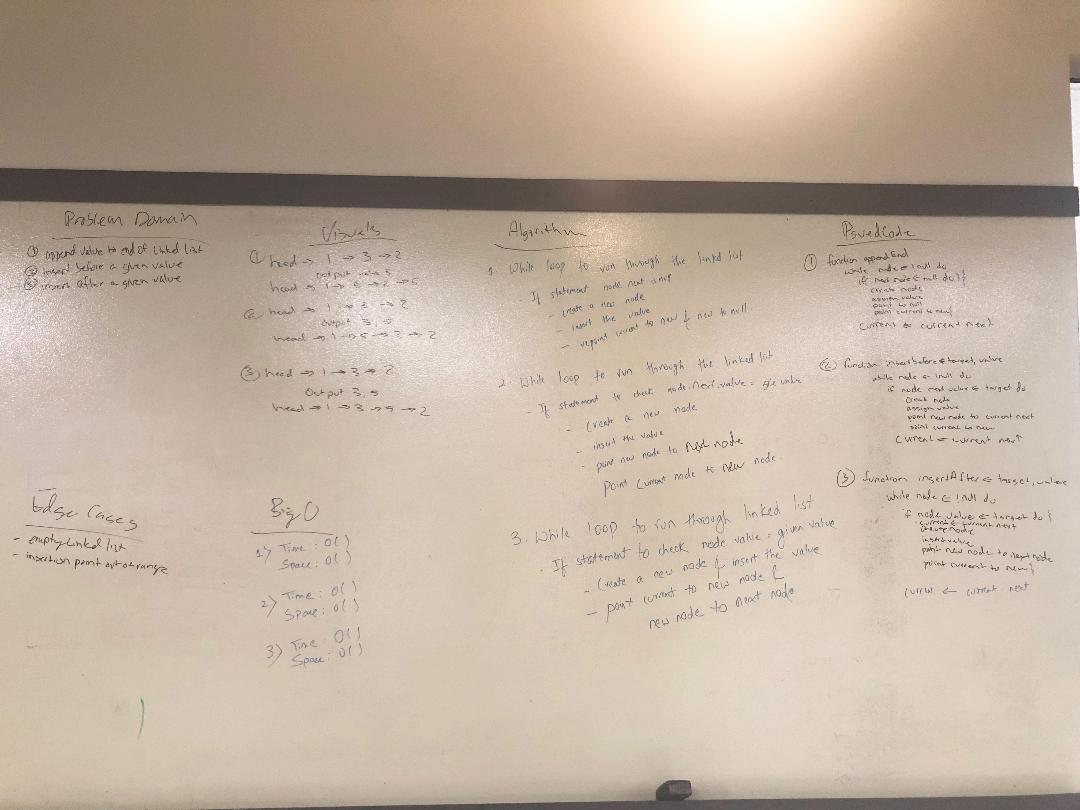 Problem Domain
① append value to end of linked list
② insert before a given value
③ insert after a given value
Visuals
① head → 1 → 3 → 2
output → 5
head → 1 → 3 → 2 → 5
② head → 1 → 3 → 2
output 3, 5
head → 1 → 5 → 3 → 2
③ head → 1 → 3 → 2
Output 3, 5
head → 1 → 3 → 5 → 2
Algorithm
1. While loop to run through the linked list
- If statement node.next is null
- create a new node
- insert the value
- repoint current to new & new to null
2. While loop to run through the linked list
- If statement to check node.next.value = value
- Create a new node
- insert the value
- point new node to next node
point current node to new node.
3. While loop to run through linked list
. If statement to check node value = given value
- Create a new node & insert the value
- point current to new node &
new node to next node
PsuedCode
① function append End
while node ← !null do
if next node ← null do {
create node
assign value
point to null
point current to new}
current ← current next}
② function insertbefore ← target, value
while node ← !null do
if node next value ← target do
create node
assign value
point new node to current next
point current to new
current ← current next
③ function insertAfter ← target, value
while node ← !null do
if node value ← target do {
current ← current next
create node
insert value
point new node to next node
point current to new}
current ← current next
Edge Cases
- empty linked list
- insertion point out of range
Big O
1) Time : O( )
Space : O( )
2) Time : O( )
Space : O( )
3) Time : O( )
Space : O( )